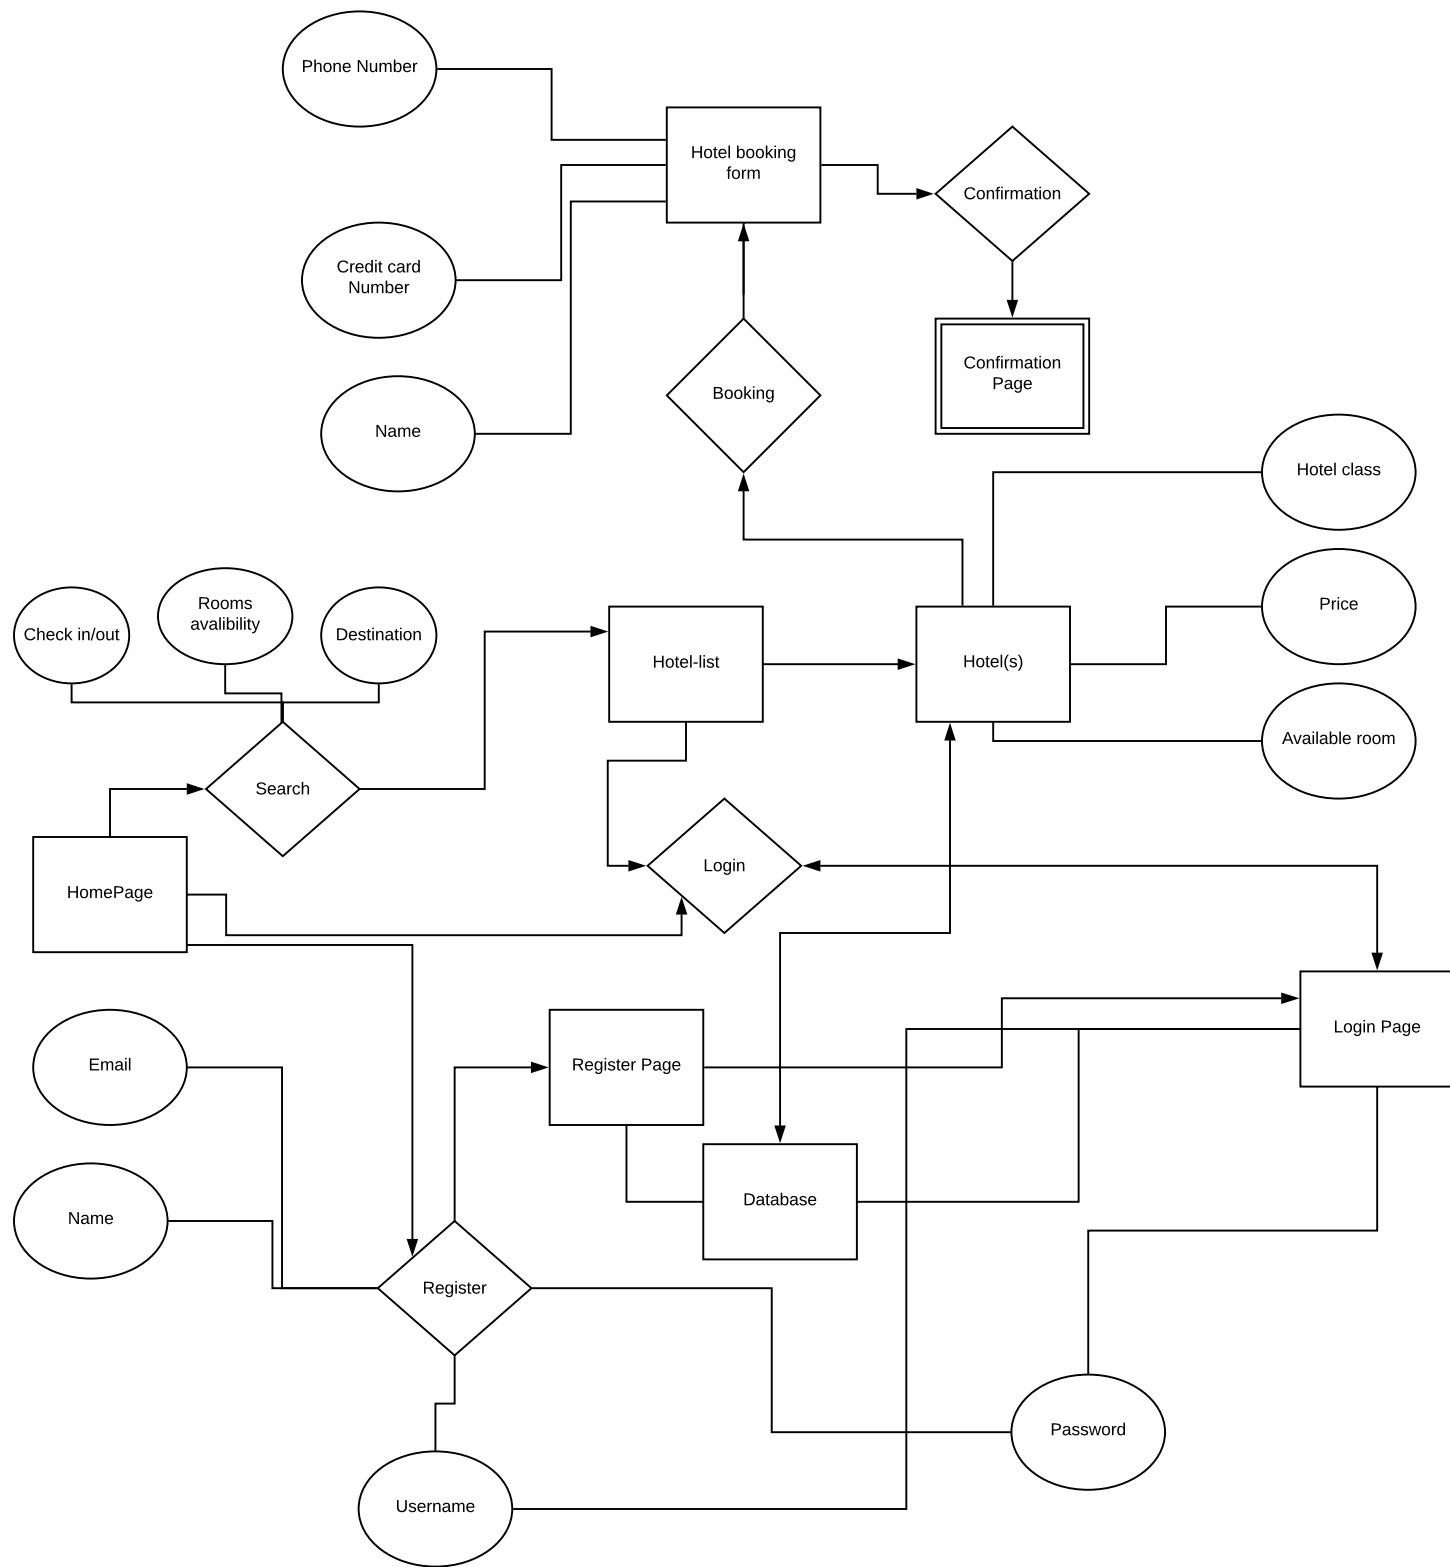 Phone Number
Hotel booking
form
Confirmation
Credit card
Number
Confirmation
Page
Booking
Name
Hotel class
Rooms
avalibility
Price
Check in/out
Destination
Hotel-list
Hotel(s)
Available room
Search
Login
HomePage
Login Page
Email
Register Page
Database
Name
Register
Password
Username